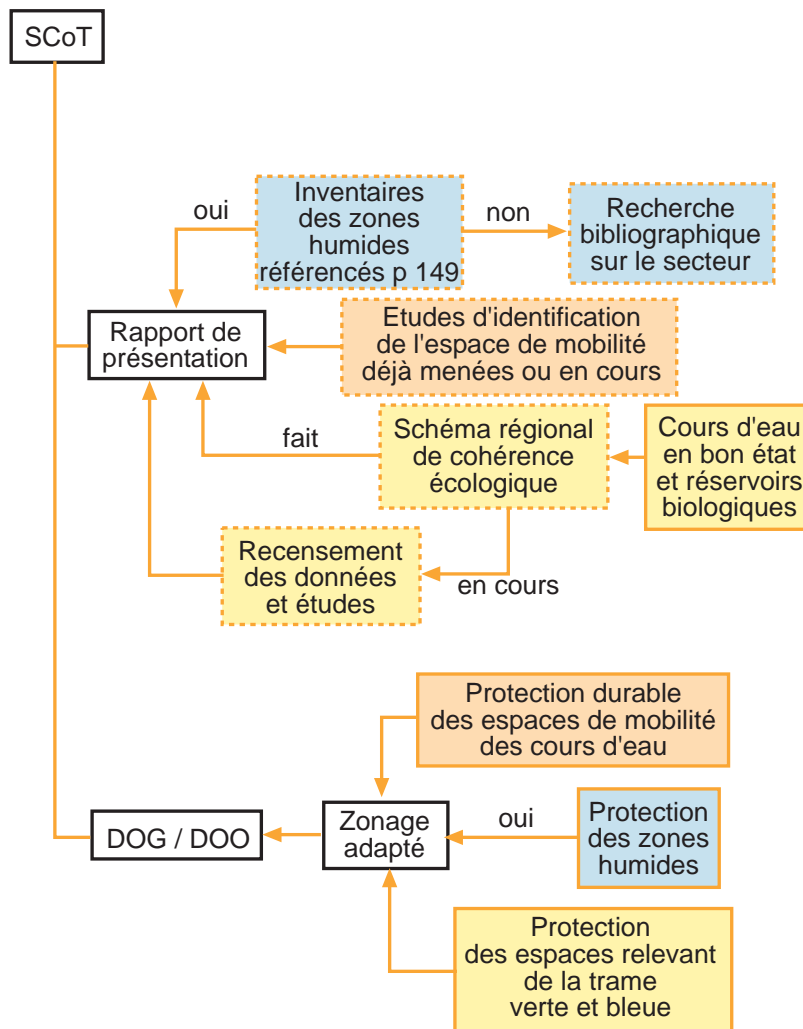 SCoT
oui
Inventaires
des zones
humides
référencés p 149
non
Recherche
bibliographique
sur le secteur
Rapport de
présentation
Etudes d'identification
de l'espace de mobilité
déjà menées ou en cours
fait
Schéma régional
de cohérence
écologique
Cours d'eau
en bon état
et réservoirs
biologiques
Recensement
des données
et études
en cours
Protection durable
des espaces de mobilité
des cours d'eau
DOG / DOO
Zonage
adapté
oui
Protection
des zones
humides
Protection
des espaces relevant
de la trame
verte et bleue